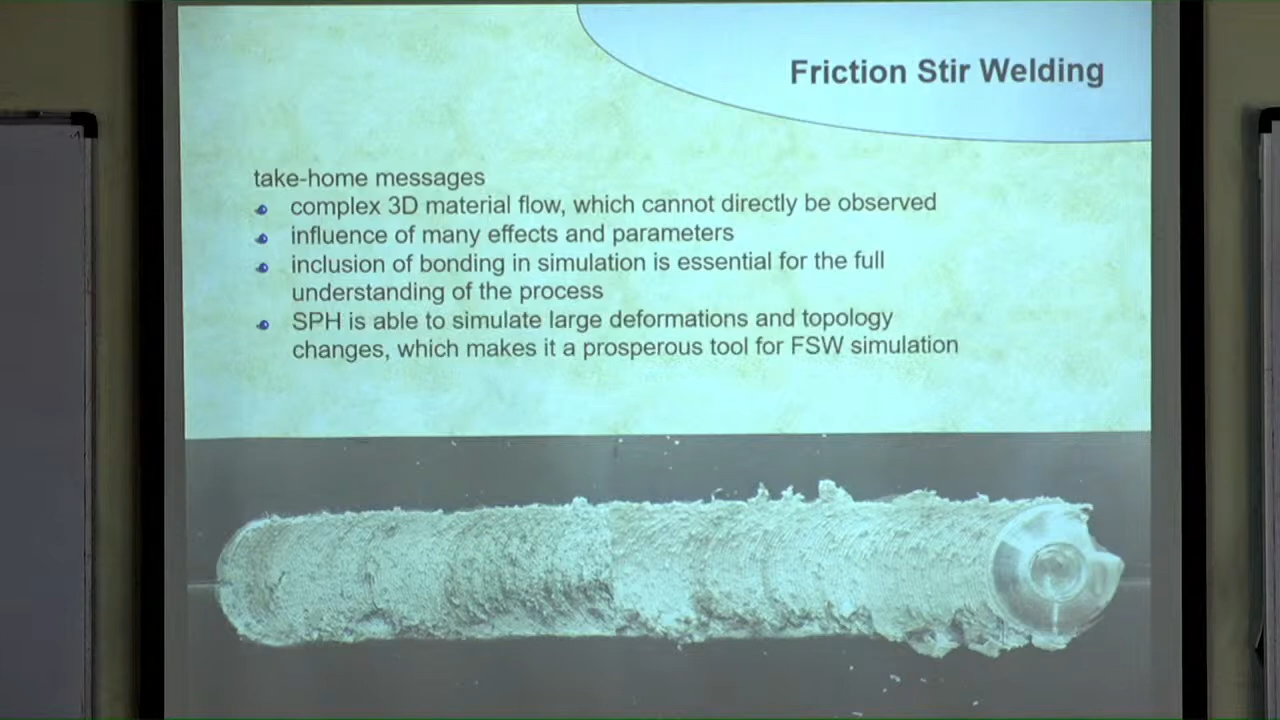 Friction Stir Welding
take-home messages
complex 3D material flow, which cannot directly be observed
influence of many effects and parameters
inclusion of bonding in simulation is essential for the full
understanding of the process
SPH is able to simulate large deformations and topology
changes, which makes it a prosperous tool for FSW simulation